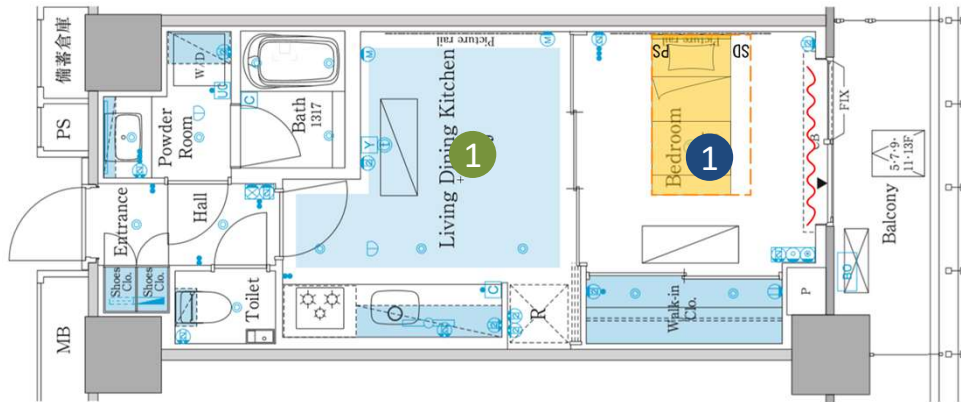 備蓄倉庫
PS
MB
Entrance
Shoes
Clo.
Shoes
Clo.
Hall
Powder
Room
W/D
UC
C
Bath
1317
Toilet
Living Dining Kitchen
Picture rail
M
M
Y
t
1
C
R
Bedroom
Picture rail
PS
SD
1
Walk-in
Clo.
P
FIX
Balcony
5·7·9·
11·13F
BO